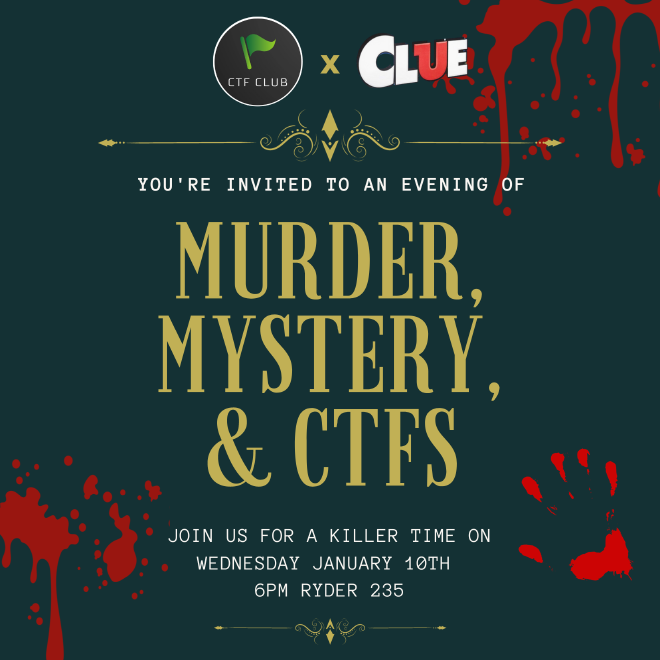 CTF CLUB x CLUE
YOU'RE INVITED TO AN EVENING OF
MURDER,
MYSTERY,
& CTFS
JOIN US FOR A KILLER TIME ON
WEDNESDAY JANUARY 10TH
6PM RYDER 235